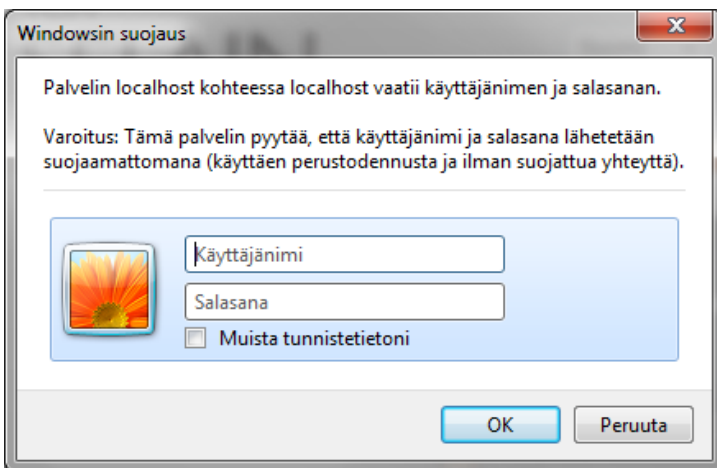 Windowsin suojaus
Palvelin localhost kohteessa localhost vaatii käyttäjänimen ja salasanan.
Varoitus: Tämä palvelin pyytää, että käyttäjänimi ja salasana lähetetään
suojaamattomana (käyttäen perustodennusta ja ilman suojattua yhteyttä).
Käyttäjänimi
Salasana
Muista tunnistetietoni
OK
Peruuta